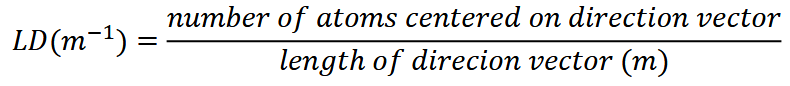 LD(m⁻¹) = number of atoms centered on direction vector
length of direcion vector (m)